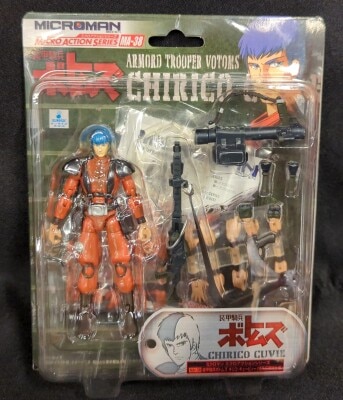 MICROMAN
MICRO ACTION SERIES MA-38
装甲騎兵
ボトムズ
ARMORD TROOPER VOTOMS
CHIRICO CUVIE
装甲騎兵
ボトムズ
CHIRICO CUVIE